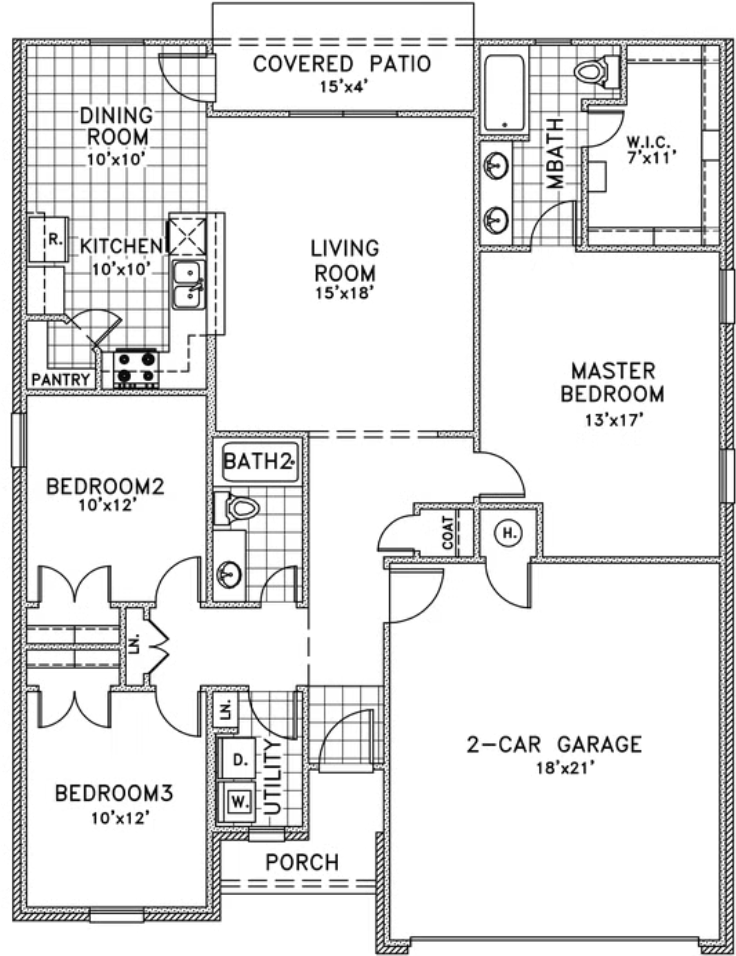 COVERED PATIO
15'x4'
DINING
ROOM
10'x10'
MBATH
W.I.C.
7'x11'
R.
KITCHEN
10'x10'
LIVING
ROOM
15'x18'
PANTRY
MASTER
BEDROOM
13'x17'
BATH2
BEDROOM2
10'x12'
COAT
H.
LN.
LN.
2-CAR GARAGE
18'x21'
D.
W.
UTILITY
BEDROOM3
10'x12'
PORCH